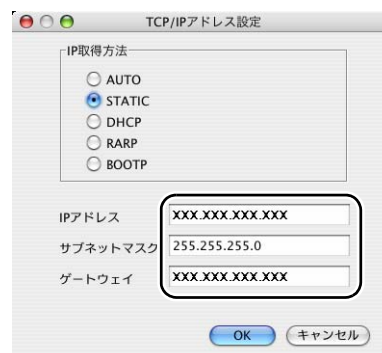 TCP/IPアドレス設定
IP取得方法
AUTO
STATIC
DHCP
RARP
BOOTP
IPアドレス XXX.XXX.XXX.XXX
サブネットマスク 255.255.255.0
ゲートウェイ XXX.XXX.XXX.XXX
OK キャンセル